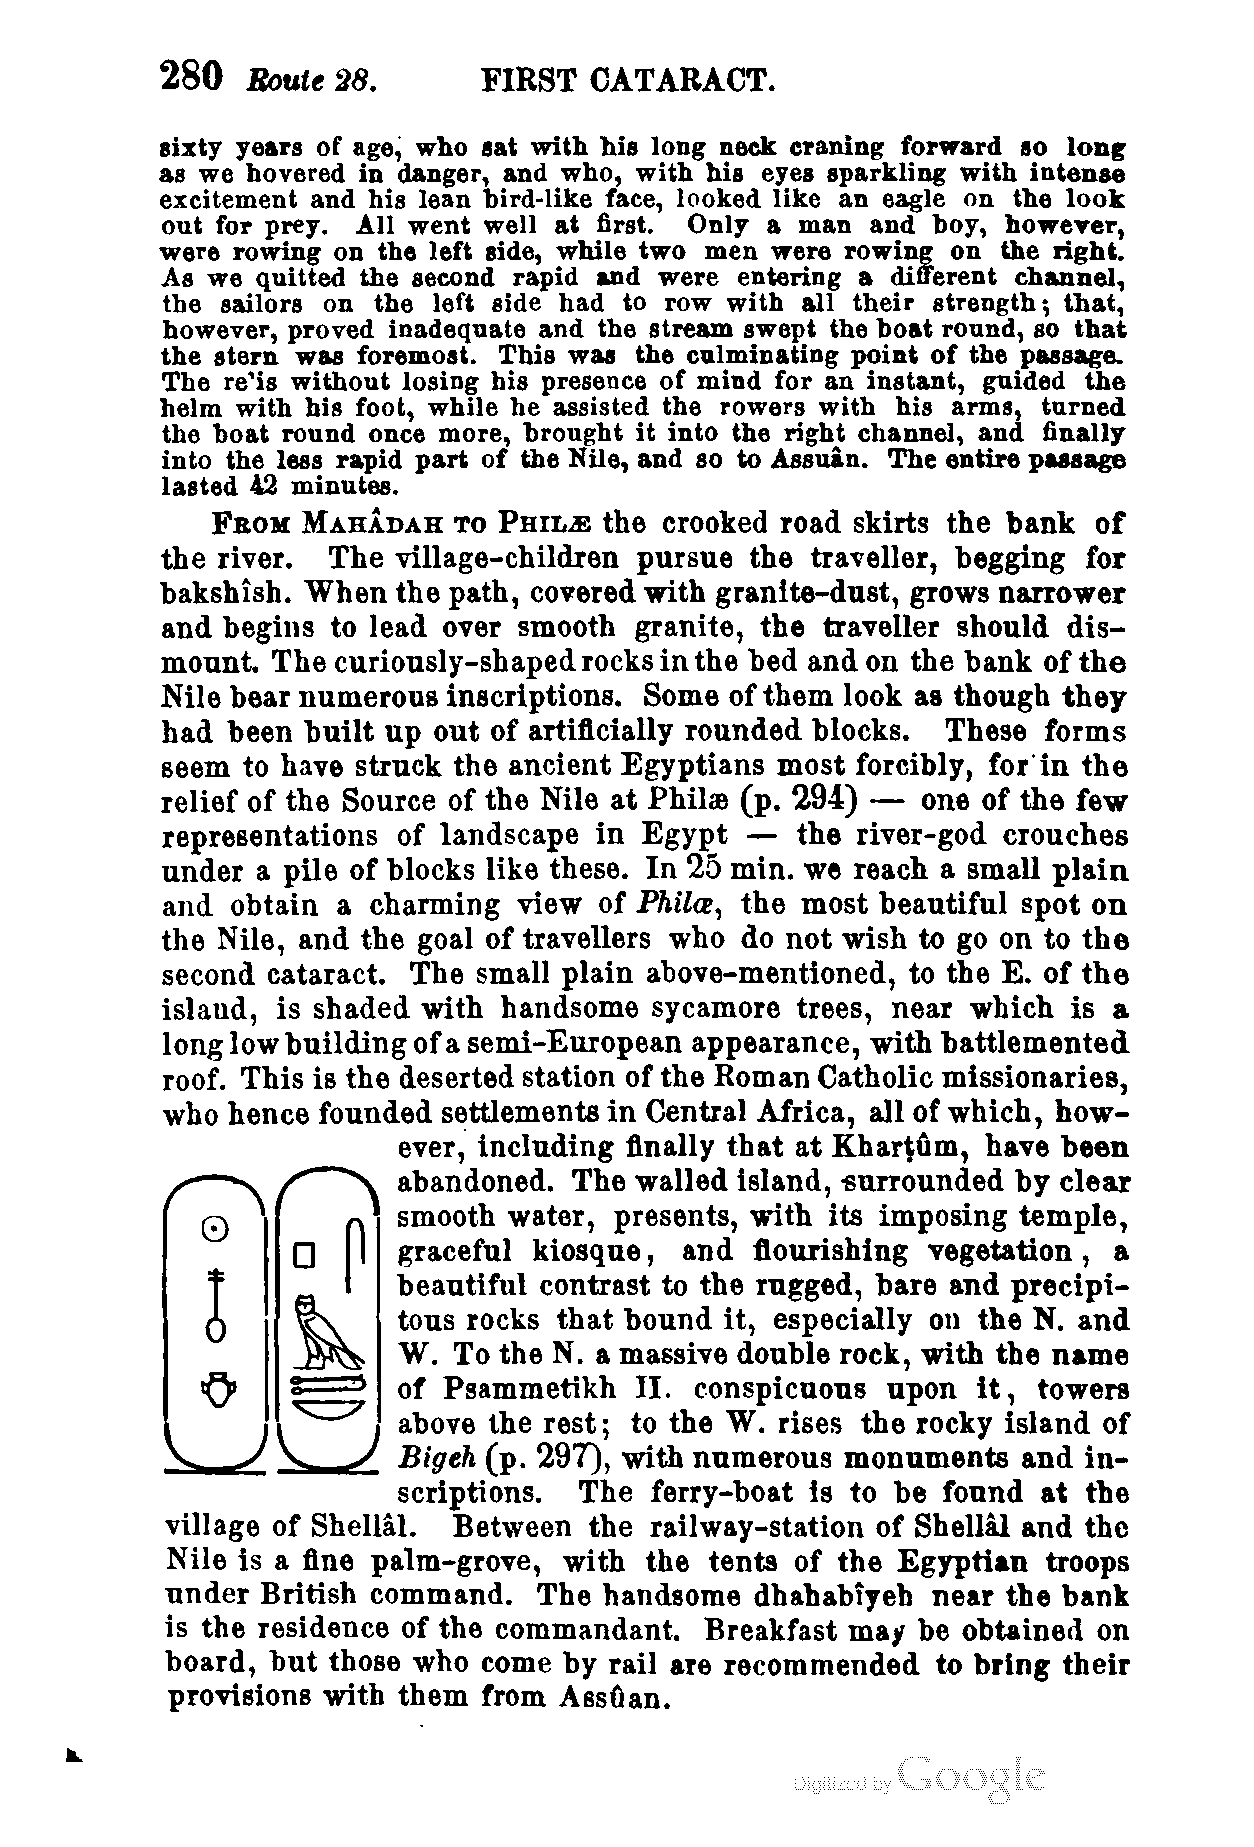 280 Route 28. FIRST CATARACT.
sixty years of age, who sat with his long neck craning forward so long
as we hovered in danger, and who, with his eyes sparkling with intense
excitement and his lean bird-like face, looked like an eagle on the look
out for prey. All went well at first. Only a man and boy, however,
were rowing on the left side, while two men were rowing on the right.
As we quitted the second rapid and were entering a different channel,
the sailors on the left side had to row with all their strength; that,
however, proved inadequate and the stream swept the boat round, so that
the stern was foremost. This was the culminating point of the passage.
The re'is without losing his presence of mind for an instant, guided the
helm with his foot, while he assisted the rowers with his arms, turned
the boat round once more, brought it into the right channel, and finally
into the less rapid part of the Nile, and so to Assuân. The entire passage
lasted 42 minutes.
FROM MAHÂDAH TO PHILÆ the crooked road skirts the bank of
the river. The village-children pursue the traveller, begging for
bakshîsh. When the path, covered with granite-dust, grows narrower
and begins to lead over smooth granite, the traveller should dis-
mount. The curiously-shaped rocks in the bed and on the bank of the
Nile bear numerous inscriptions. Some of them look as though they
had been built up out of artificially rounded blocks. These forms
seem to have struck the ancient Egyptians most forcibly, for in the
relief of the Source of the Nile at Philæ (p. 294) — one of the few
representations of landscape in Egypt — the river-god crouches
under a pile of blocks like these. In 25 min. we reach a small plain
and obtain a charming view of Philæ, the most beautiful spot on
the Nile, and the goal of travellers who do not wish to go on to the
second cataract. The small plain above-mentioned, to the E. of the
island, is shaded with handsome sycamore trees, near which is a
long low building of a semi-European appearance, with battlemented
roof. This is the deserted station of the Roman Catholic missionaries,
who hence founded settlements in Central Africa, all of which, how-
ever, including finally that at Kharṭûm, have been
abandoned. The walled island, surrounded by clear
smooth water, presents, with its imposing temple,
graceful kiosque, and flourishing vegetation, a
beautiful contrast to the rugged, bare and precipi-
tous rocks that bound it, especially on the N. and
W. To the N. a massive double rock, with the name
of Psammetikh II. conspicuous upon it, towers
above the rest; to the W. rises the rocky island of
Bigeh (p. 297), with numerous monuments and in-
scriptions. The ferry-boat is to be found at the
village of Shellâl. Between the railway-station of Shellâl and the
Nile is a fine palm-grove, with the tents of the Egyptian troops
under British command. The handsome dhahabîyeh near the bank
is the residence of the commandant. Breakfast may be obtained on
board, but those who come by rail are recommended to bring their
provisions with them from Assûan.
Digitized by Google